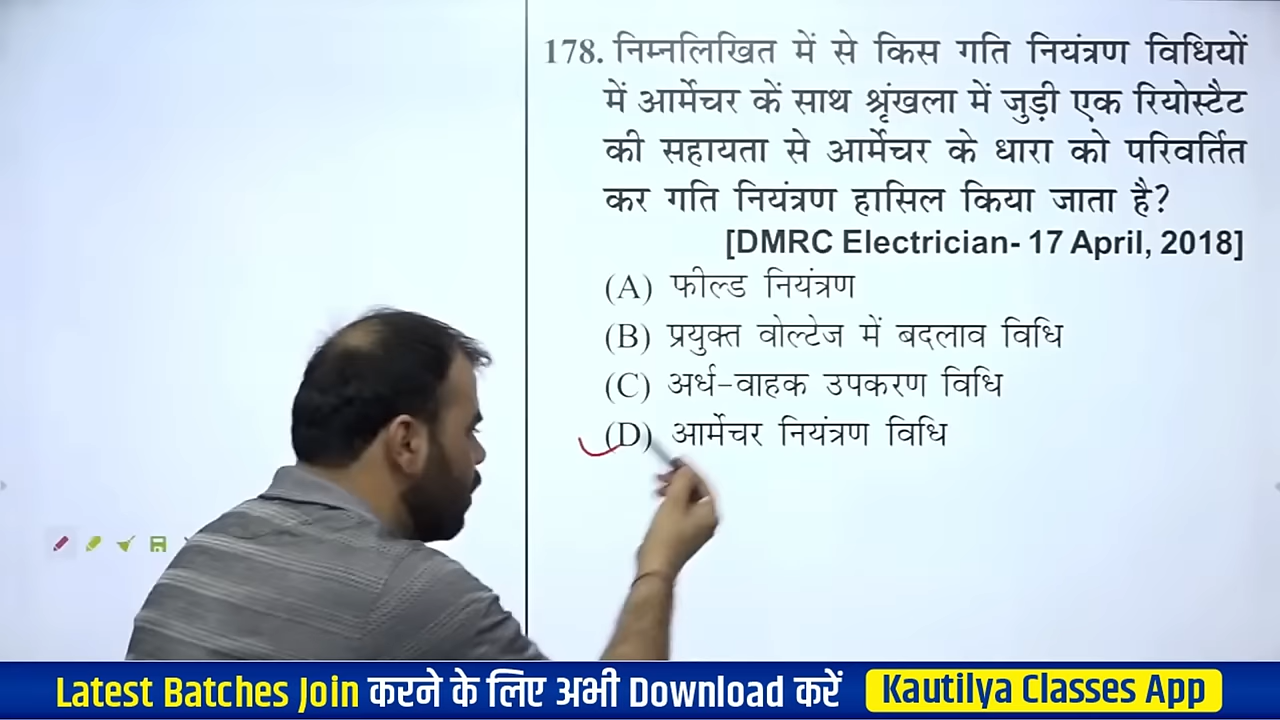 178. निम्नलिखित में से किस गति नियंत्रण विधियों
में आर्मेचर कें साथ श्रृंखला में जुड़ी एक रियोस्टैट
की सहायता से आर्मेचर के धारा को परिवर्तित
कर गति नियंत्रण हासिल किया जाता है?
[DMRC Electrician- 17 April, 2018]
(A) फील्ड नियंत्रण
(B) प्रयुक्त वोल्टेज में बदलाव विधि
(C) अर्ध-वाहक उपकरण विधि
(D) आर्मेचर नियंत्रण विधि
Latest Batches Join करने के लिए अभी Download करें Kautilya Classes App